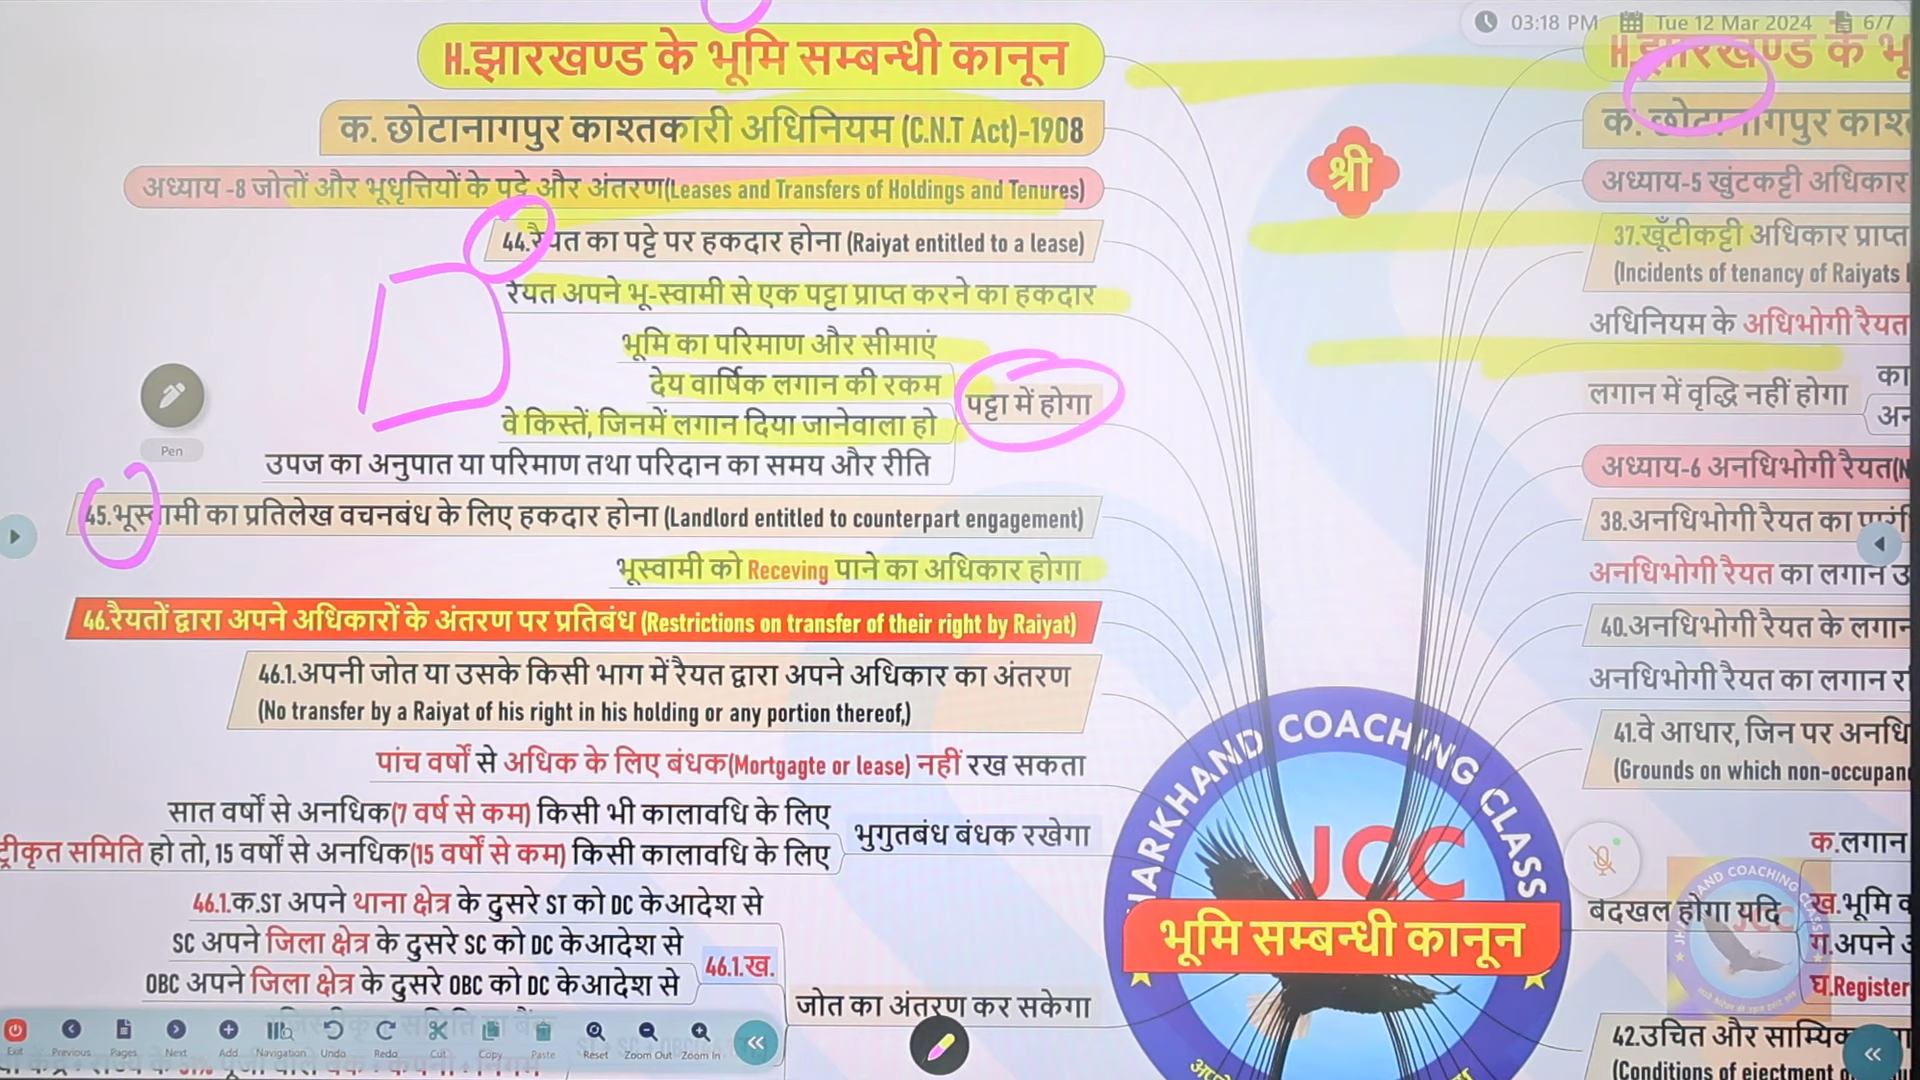 03:18 PM Tue 12 Mar 2024 6/7
H.झारखण्ड के भूमि सम्बन्धी कानून
क. छोटानागपुर काश्तकारी अधिनियम (C.N.T Act)-1908
अध्याय -8 जोतों और भूधृत्तियों के पट्टे और अंतरण(Leases and Transfers of Holdings and Tenures)
44.रैयत का पट्टे पर हकदार होना (Raiyat entitled to a lease)
रैयत अपने भू-स्वामी से एक पट्टा प्राप्त करने का हकदार
भूमि का परिमाण और सीमाएं
देय वार्षिक लगान की रकम
वे किस्तें, जिनमें लगान दिया जानेवाला हो
उपज का अनुपात या परिमाण तथा परिदान का समय और रीति
पट्टा में होगा
45.भूस्वामी का प्रतिलेख वचनबंध के लिए हकदार होना (Landlord entitled to counterpart engagement)
भूस्वामी को Receving पाने का अधिकार होगा
46.रैयतों द्वारा अपने अधिकारों के अंतरण पर प्रतिबंध (Restrictions on transfer of their right by Raiyat)
46.1.अपनी जोत या उसके किसी भाग में रैयत द्वारा अपने अधिकार का अंतरण
(No transfer by a Raiyat of his right in his holding or any portion thereof,)
पांच वर्षों से अधिक के लिए बंधक(Mortgagte or lease) नहीं रख सकता
सात वर्षों से अनधिक(7 वर्ष से कम) किसी भी कालावधि के लिए
ट्रीकृत समिति हो तो, 15 वर्षों से अनधिक(15 वर्षों से कम) किसी कालावधि के लिए
भुगुतबंध बंधक रखेगा
46.1.क.ST अपने थाना क्षेत्र के दुसरे ST को DC के आदेश से
SC अपने जिला क्षेत्र के दुसरे SC को DC के आदेश से
OBC अपने जिला क्षेत्र के दुसरे OBC को DC के आदेश से
46.1.ख.
जोत का अंतरण कर सकेगा
श्री
JHARKHAND COACHING CLASS
JCC
भूमि सम्बन्धी कानून
H.झारखण्ड के भू
क. छोटानागपुर काश्त
अध्याय-5 खुंटकट्टी अधिकार
37.खूँटीकट्टी अधिकार प्राप्त
(Incidents of tenancy of Raiyats
अधिनियम के अधिभोगी रैयत
लगान में वृद्धि नहीं होगा
का
अध्याय-6 अनधिभोगी रैयत(N
38.अनधिभोगी रैयत का
अनधिभोगी रैयत का लगान उ
40.अनधिभोगी रैयत के लगान
अनधिभोगी रैयत का लगान
41.वे आधार, जिन पर अनधि
(Grounds on which non-occupan
क.लगान
बेदखल होगा यदि
ख.भूमि
ग.अपने
घ.Register
42.उचित और साम्यिक
(Conditions of ejectment o
JHARKHAND COACHING CLASS
JCC
Pen
Exit Previous Pages Next Add Navigation Undo Redo Cut Copy Paste Reset Zoom Out Zoom In